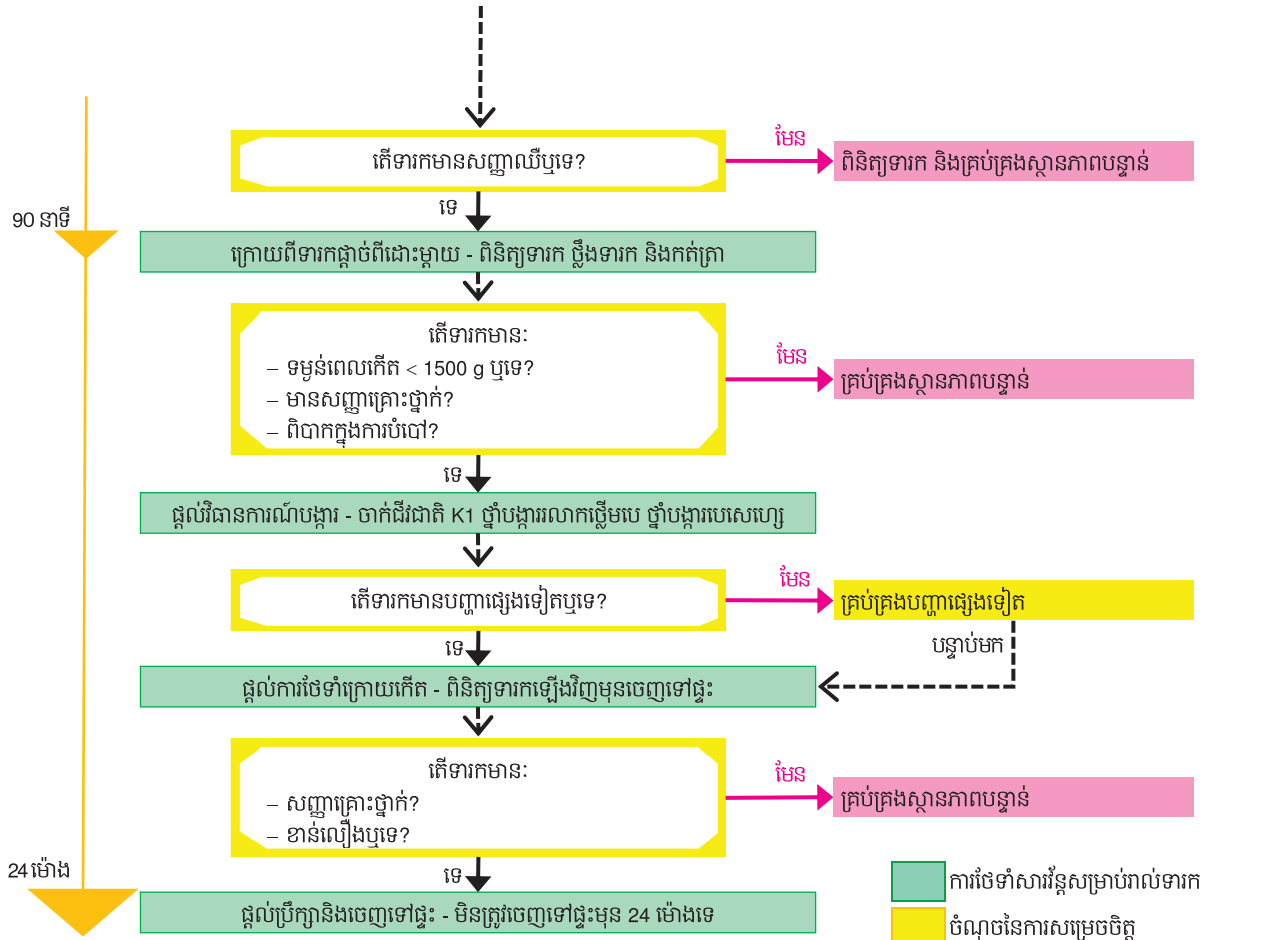 តើទារកមានសញ្ញាឈឺឬទេ?
មែន
ពិនិត្យទារក និងគ្រប់គ្រងស្ថានភាពបន្ទាន់
ទេ
90 នាទី
ក្រោយពីទារកផ្តាច់ពីដោះម្តាយ - ពិនិត្យទារក ថ្លឹងទារក និងកត់ត្រា
តើទារកមាន:
– ទម្ងន់ពេលកើត < 1500 g ឬទេ?
– មានសញ្ញាគ្រោះថ្នាក់?
– ពិបាកក្នុងការបំបៅ?
មែន
គ្រប់គ្រងស្ថានភាពបន្ទាន់
ទេ
ផ្តល់វិធានការណ៍បង្ការ - ចាក់ជីវជាតិ K1 ថ្នាំបង្ការរលាកថ្លើមបេ ថ្នាំបង្ការបេសេហ្សេ
តើទារកមានបញ្ហាផ្សេងទៀតឬទេ?
មែន
គ្រប់គ្រងបញ្ហាផ្សេងទៀត
ទេ
បន្ទាប់មក
ផ្តល់ការថែទាំក្រោយកើត - ពិនិត្យទារកឡើងវិញមុនចេញទៅផ្ទះ
តើទារកមាន:
– សញ្ញាគ្រោះថ្នាក់?
– ខាន់លឿងឬទេ?
មែន
គ្រប់គ្រងស្ថានភាពបន្ទាន់
ទេ
24 ម៉ោង
ផ្តល់ប្រឹក្សានិងចេញទៅផ្ទះ - មិនត្រូវចេញទៅផ្ទះមុន 24 ម៉ោងទេ
ការថែទាំសារវ័ន្តសម្រាប់រាល់ទារក
ចំណុចនៃការសម្រេចចិត្ត